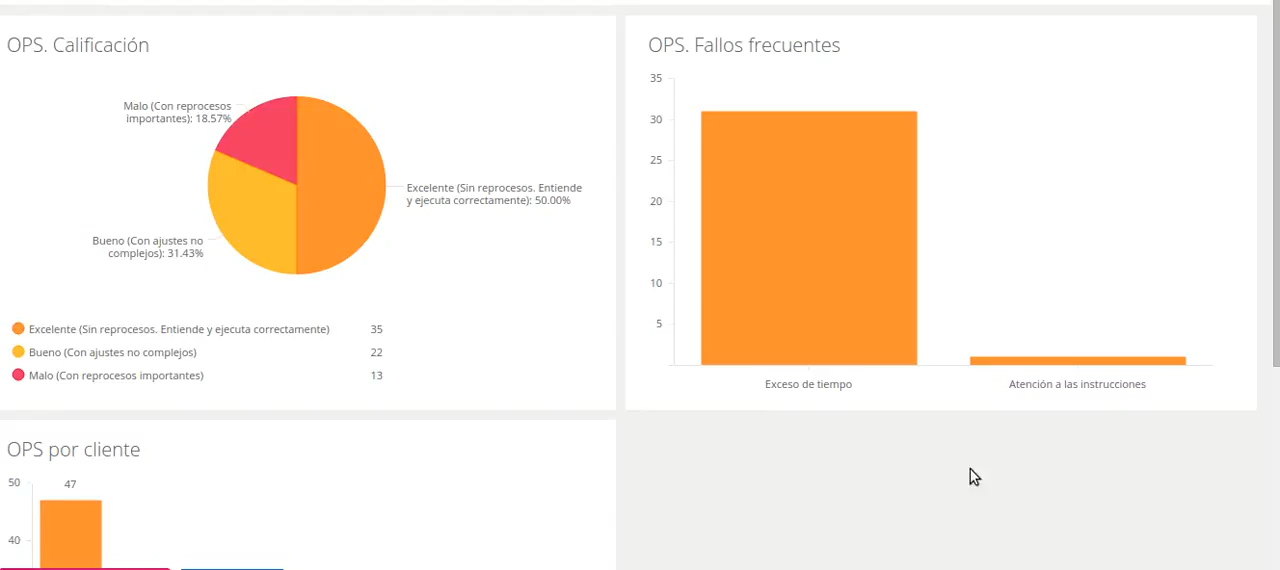 OPS. Calificación
Malo (Con reprocesos
importantes): 18.57%
Excelente (Sin reprocesos. Entiende
y ejecuta correctamente): 50.00%
Bueno (Con ajustes no
complejos): 31.43%
Excelente (Sin reprocesos. Entiende y ejecuta correctamente) 35
Bueno (Con ajustes no complejos) 22
Malo (Con reprocesos importantes) 13
OPS. Fallos frecuentes
35
30
25
20
15
10
5
Exceso de tiempo
Atención a las instrucciones
OPS por cliente
50
47
40